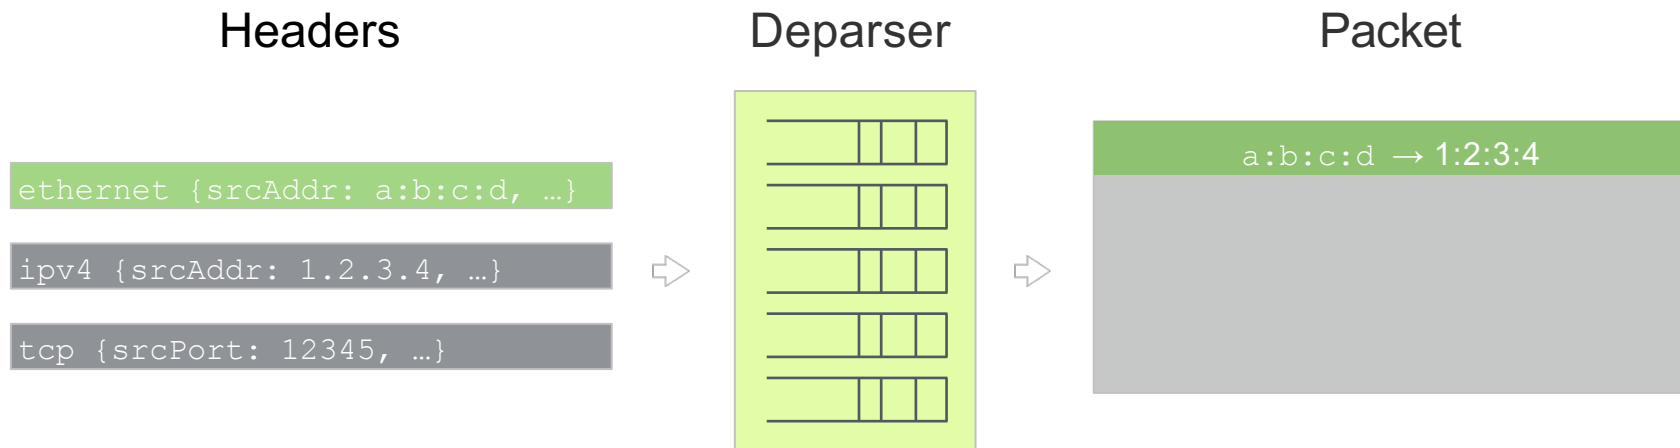 Headers
Deparser
Packet
a:b:c:d → 1:2:3:4
ethernet {srcAddr: a:b:c:d, …}
ipv4 {srcAddr: 1.2.3.4, …}
tcp {srcPort: 12345, …}